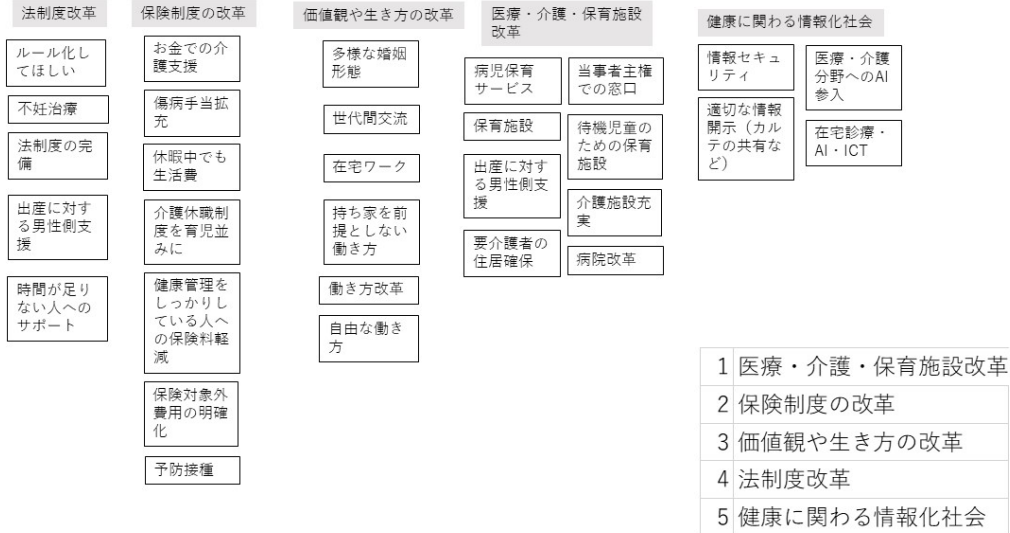 法制度改革
ルール化し
てほしい
不妊治療
法制度の完
備
出産に対す
る男性側支
援
時間が足り
ない人への
サポート
保険制度の改革
お金での介
護支援
傷病手当拡
充
休暇中でも
生活費
介護休職制
度を育児並
みに
健康管理を
しっかりし
ている人へ
の保険料軽
減
保険対象外
費用の明確
化
予防接種
価値観や生き方の改革
多様な婚姻
形態
世代間交流
在宅ワーク
持ち家を前
提としない
働き方
働き方改革
自由な働き
方
医療・介護・保育施設
改革
病児保育
サービス
保育施設
出産に対す
る男性側支
援
要介護者の
住居確保
当事者主権
での窓口
待機児童の
ための保育
施設
介護施設充
実
病院改革
健康に関わる情報化社会
情報セキュ
リティ
適切な情報
開示（カル
テの共有な
ど）
医療・介護
分野へのAI
参入
在宅診療・
AI・ICT
1 医療・介護・保育施設改革
2 保険制度の改革
3 価値観や生き方の改革
4 法制度改革
5 健康に関わる情報化社会